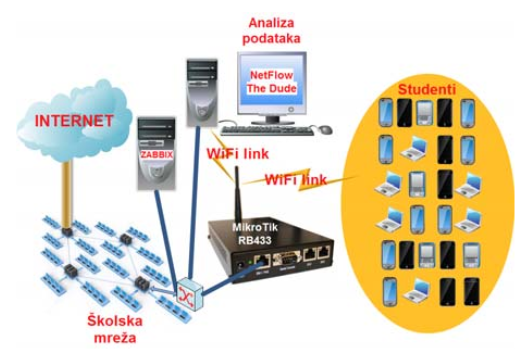 Analiza
podataka
NetFlow
The Dude
Studenti
INTERNET
ZABBIX
WiFi link
WiFi link
MikroTik
RB433
Školska
mreža